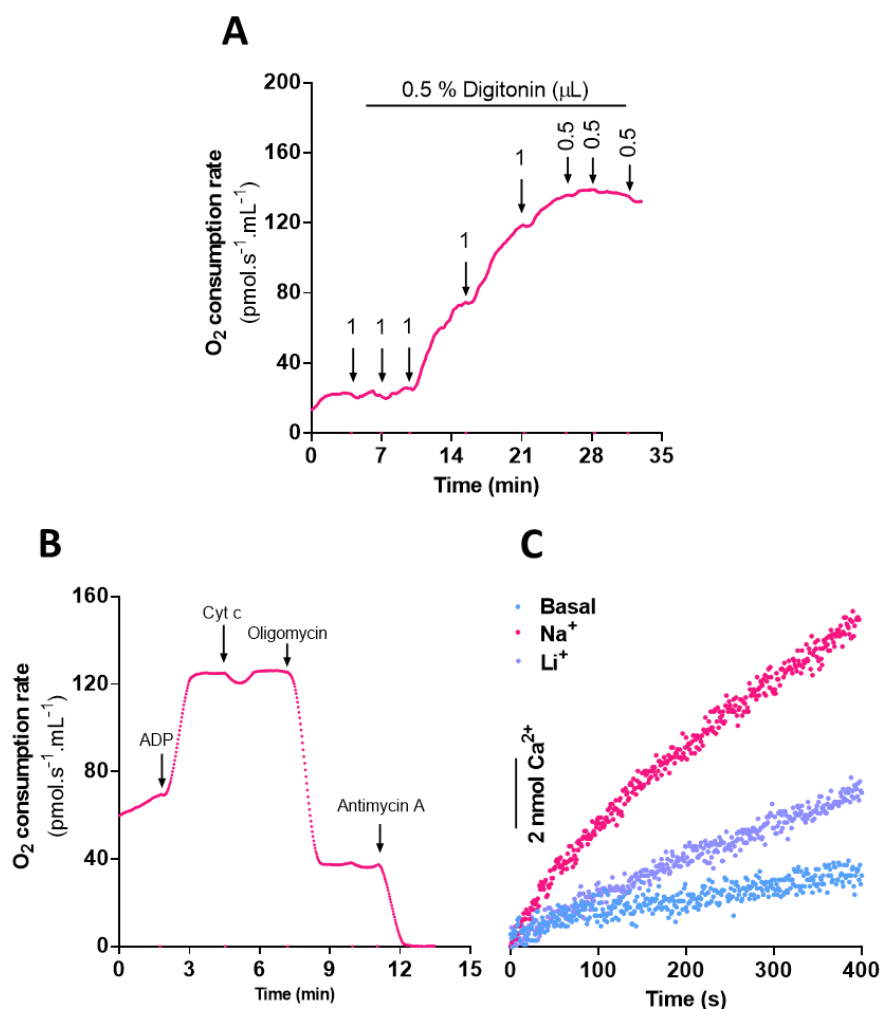 A
0.5 % Digitonin (μL)
200
160
120
80
40
0
O2 consumption rate
(pmol.s-1.mL-1)
1
1
1
1
1
0.5
0.5
0.5
0
7
14
21
28
35
Time (min)
B
160
120
80
40
0
O2 consumption rate
(pmol.s-1.mL-1)
ADP
Cyt c
Oligomycin
Antimycin A
0
3
6
9
12
15
Time (min)
C
Basal
Na+
Li+
2 nmol Ca2+
0
100
200
300
400
Time (s)